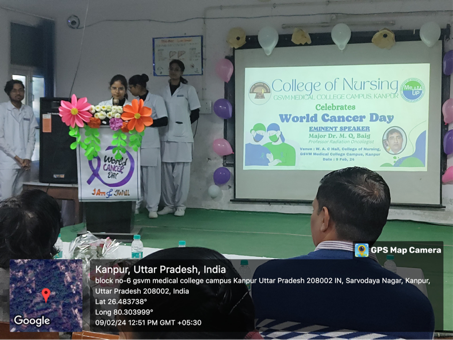 College of Nursing
GSVM MEDICAL COLLEGE CAMPUS KANPUR
Celebrates
World Cancer Day
EMINENT SPEAKER
Major Dr. M. Q. Baig
World
CANCER
DAY
I Am & I Will
GPS Map Camera
Kanpur, Uttar Pradesh, India
block no-6 gsvm medical college campus Kanpur Uttar Pradesh 208002 IN, Sarvodaya Nagar, Kanpur,
Uttar Pradesh 208002, India
Lat 26.483738°
Long 80.303999°
09/02/24 12:51 PM GMT +05:30
Google